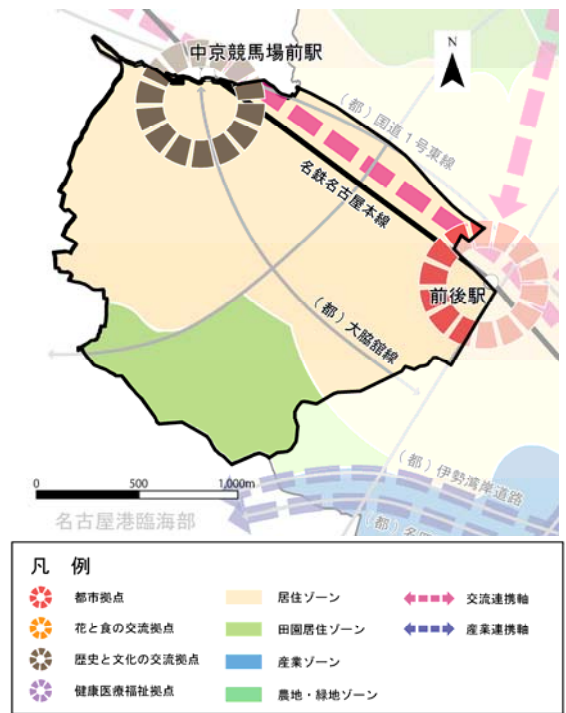 中京競馬場前駅
N
(都)国道1号東線
名鉄名古屋本線
前後駅
(都)大脇舘線
(都)伊勢湾岸道路
0 500 1,000m
名古屋港臨海部
凡 例
都市拠点
花と食の交流拠点
歴史と文化の交流拠点
健康医療福祉拠点
居住ゾーン
田園居住ゾーン
産業ゾーン
農地・緑地ゾーン
交流連携軸
産業連携軸